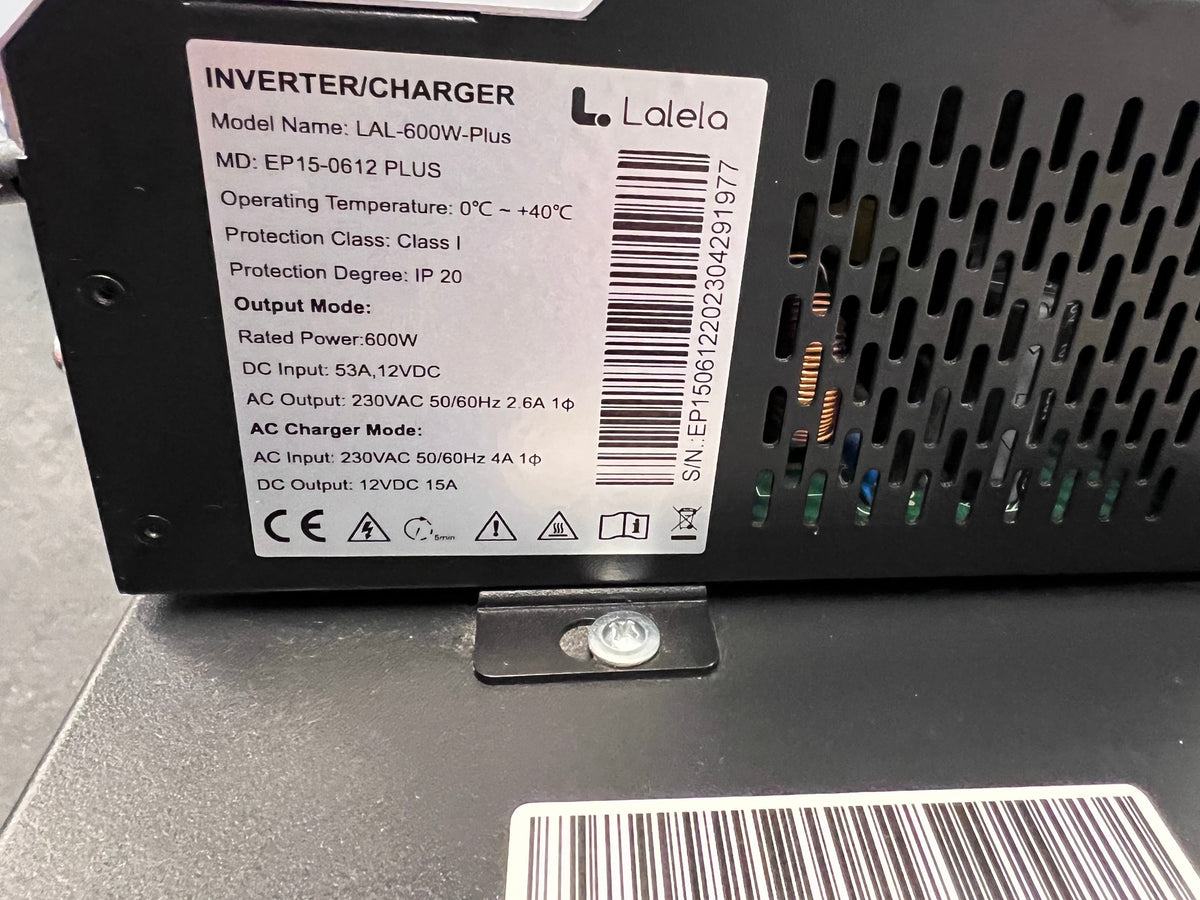 INVERTER/CHARGER
L. Lalela
Model Name: LAL-600W-Plus
MD: EP15-0612 PLUS
Operating Temperature: 0℃ ~ +40℃
Protection Class: Class I
Protection Degree: IP 20
Output Mode:
Rated Power:600W
DC Input: 53A,12VDC
AC Output: 230VAC 50/60Hz 2.6A 1ϕ
AC Charger Mode:
AC Input: 230VAC 50/60Hz 4A 1ϕ
DC Output: 12VDC 15A
CE
5min
S/N.:EP150612202304291977